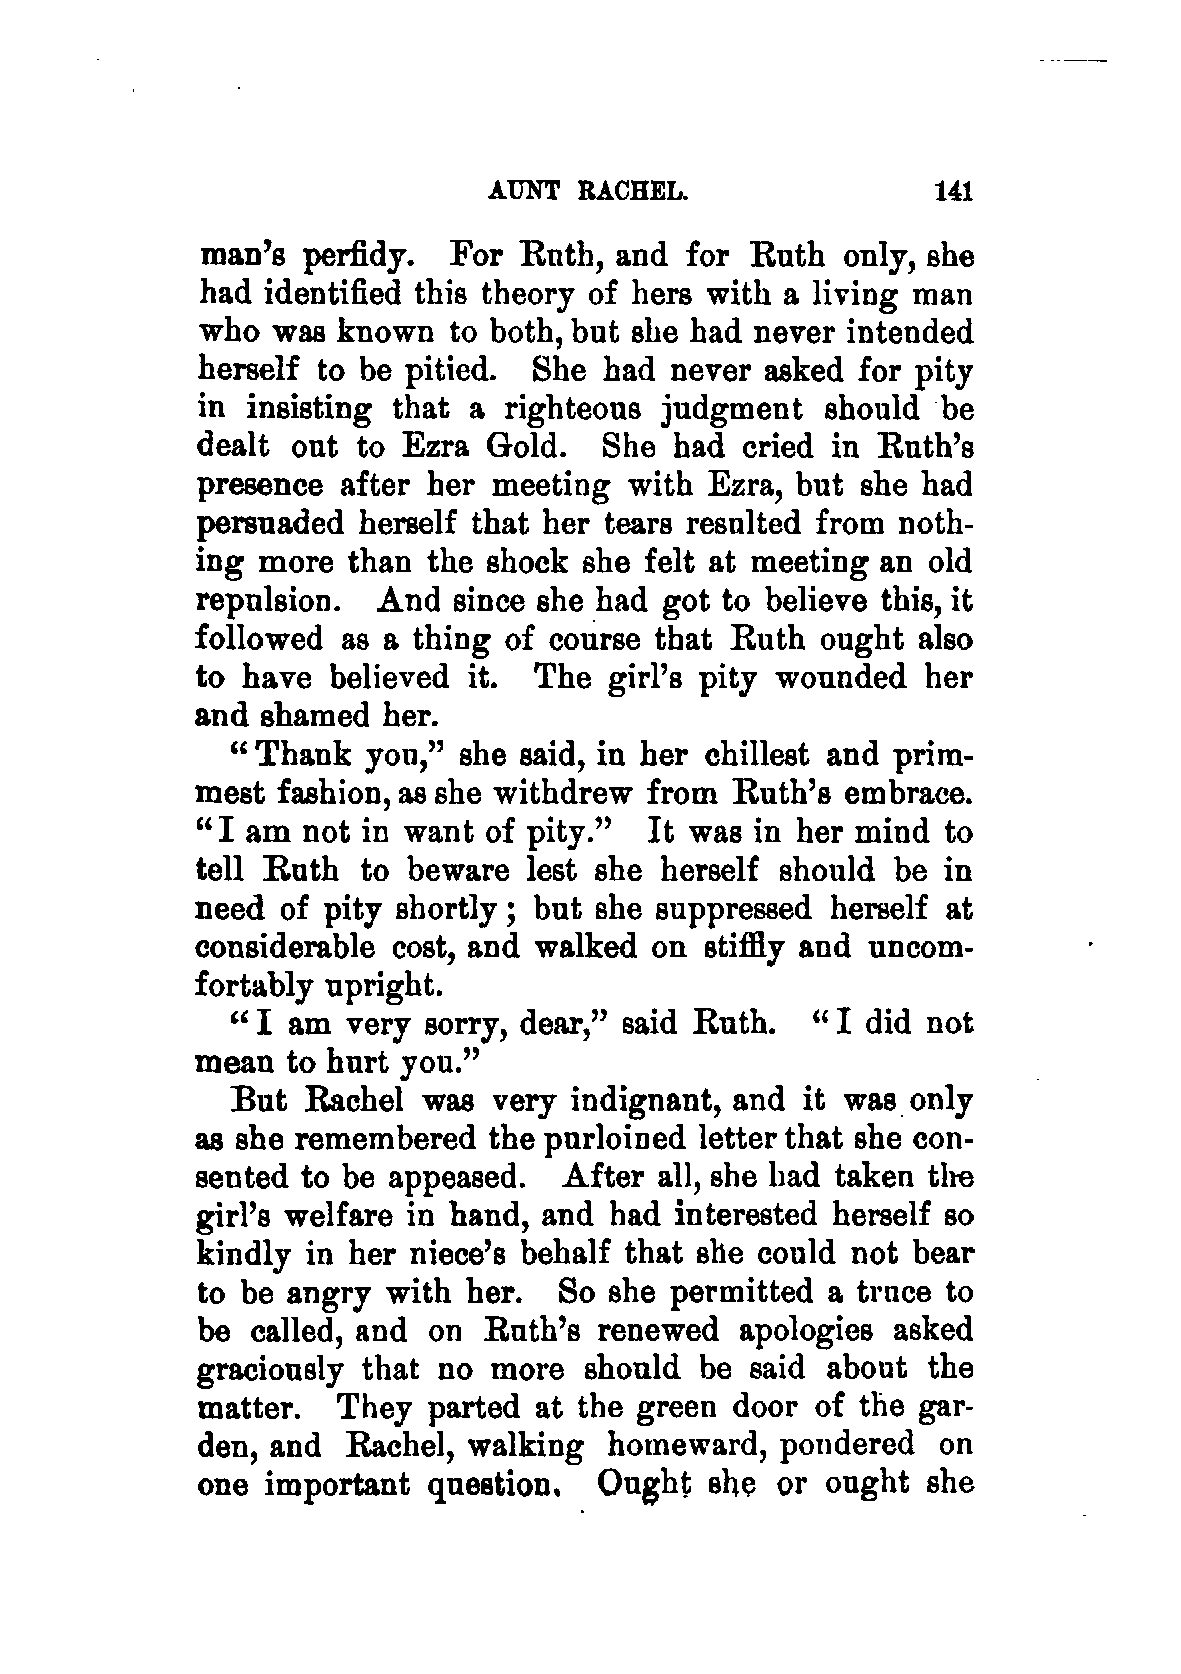 AUNT RACHEL. 141
man's perfidy. For Ruth, and for Ruth only, she
had identified this theory of hers with a living man
who was known to both, but she had never intended
herself to be pitied. She had never asked for pity
in insisting that a righteous judgment should be
dealt out to Ezra Gold. She had cried in Ruth's
presence after her meeting with Ezra, but she had
persuaded herself that her tears resulted from noth-
ing more than the shock she felt at meeting an old
repulsion. And since she had got to believe this, it
followed as a thing of course that Ruth ought also
to have believed it. The girl's pity wounded her
and shamed her.
"Thank you," she said, in her chillest and prim-
mest fashion, as she withdrew from Ruth's embrace.
"I am not in want of pity." It was in her mind to
tell Ruth to beware lest she herself should be in
need of pity shortly; but she suppressed herself at
considerable cost, and walked on stiffly and uncom-
fortably upright.
"I am very sorry, dear," said Ruth. "I did not
mean to hurt you."
But Rachel was very indignant, and it was only
as she remembered the purloined letter that she con-
sented to be appeased. After all, she had taken the
girl's welfare in hand, and had interested herself so
kindly in her niece's behalf that she could not bear
to be angry with her. So she permitted a truce to
be called, and on Ruth's renewed apologies asked
graciously that no more should be said about the
matter. They parted at the green door of the gar-
den, and Rachel, walking homeward, pondered on
one important question. Ought she or ought she